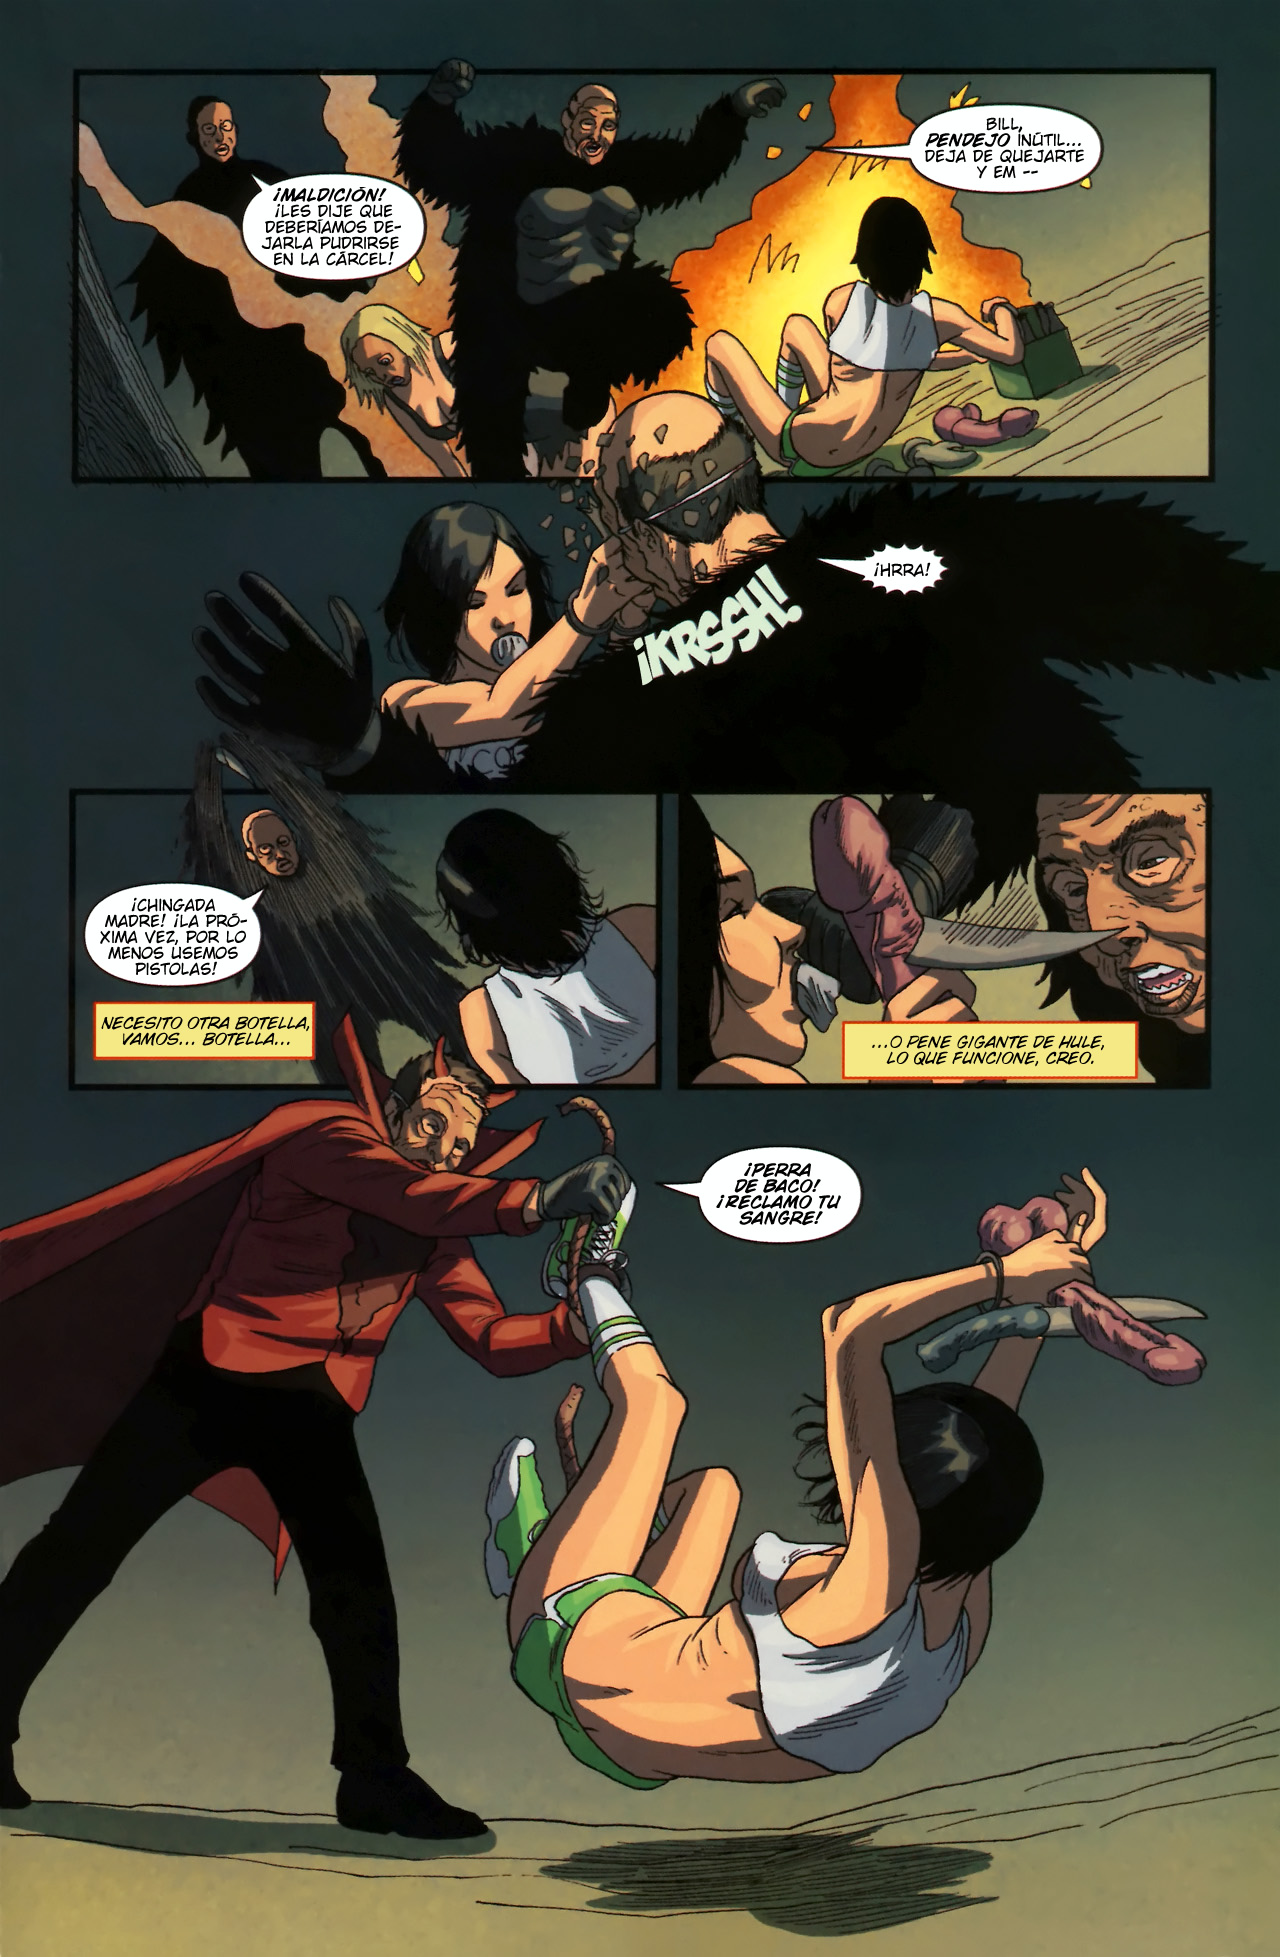 ¡MALDICIÓN!
¡LES DIJE QUE
DEBERÍAMOS DE-
JARLA PUDRIRSE
EN LA CÁRCEL!
BILL,
PENDEJO INÚTIL...
DEJA DE QUEJARTE
Y EM --
¡HRRA!
¡KRSSH!
¡CHINGADA
MADRE! ¡LA PRÓ-
XIMA VEZ, POR LO
MENOS USEMOS
PISTOLAS!
NECESITO OTRA BOTELLA,
VAMOS... BOTELLA...
...O PENE GIGANTE DE HULE,
LO QUE FUNCIONE, CREO.
¡PERRA
DE BACO!
¡RECLAMO TU
SANGRE!